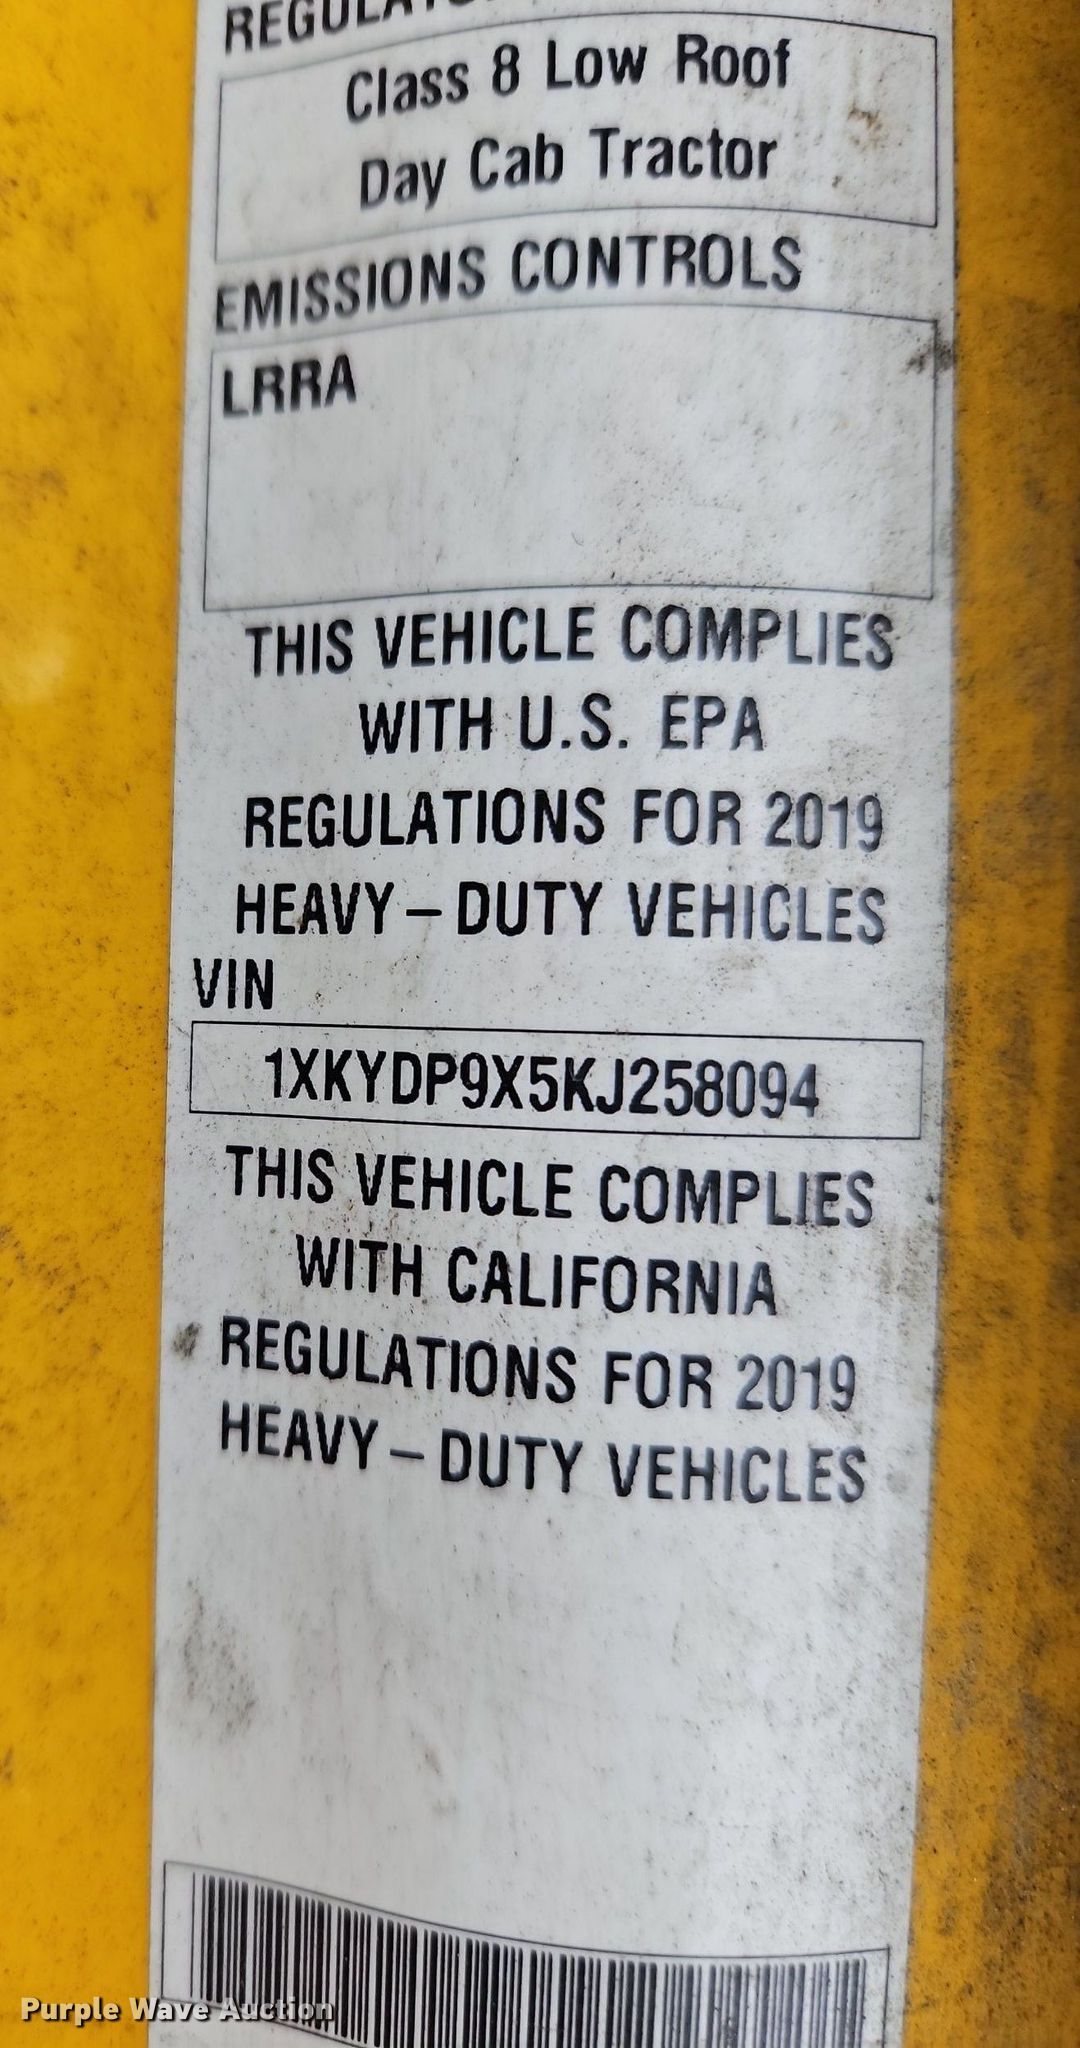 Class 8 Low Roof
Day Cab Tractor
EMISSIONS CONTROLS
LRRA
THIS VEHICLE COMPLIES
WITH U.S. EPA
REGULATIONS FOR 2019
HEAVY–DUTY VEHICLES
VIN
1XKYDP9X5KJ258094
THIS VEHICLE COMPLIES
WITH CALIFORNIA
REGULATIONS FOR 2019
HEAVY–DUTY VEHICLES
Purple Wave Auction